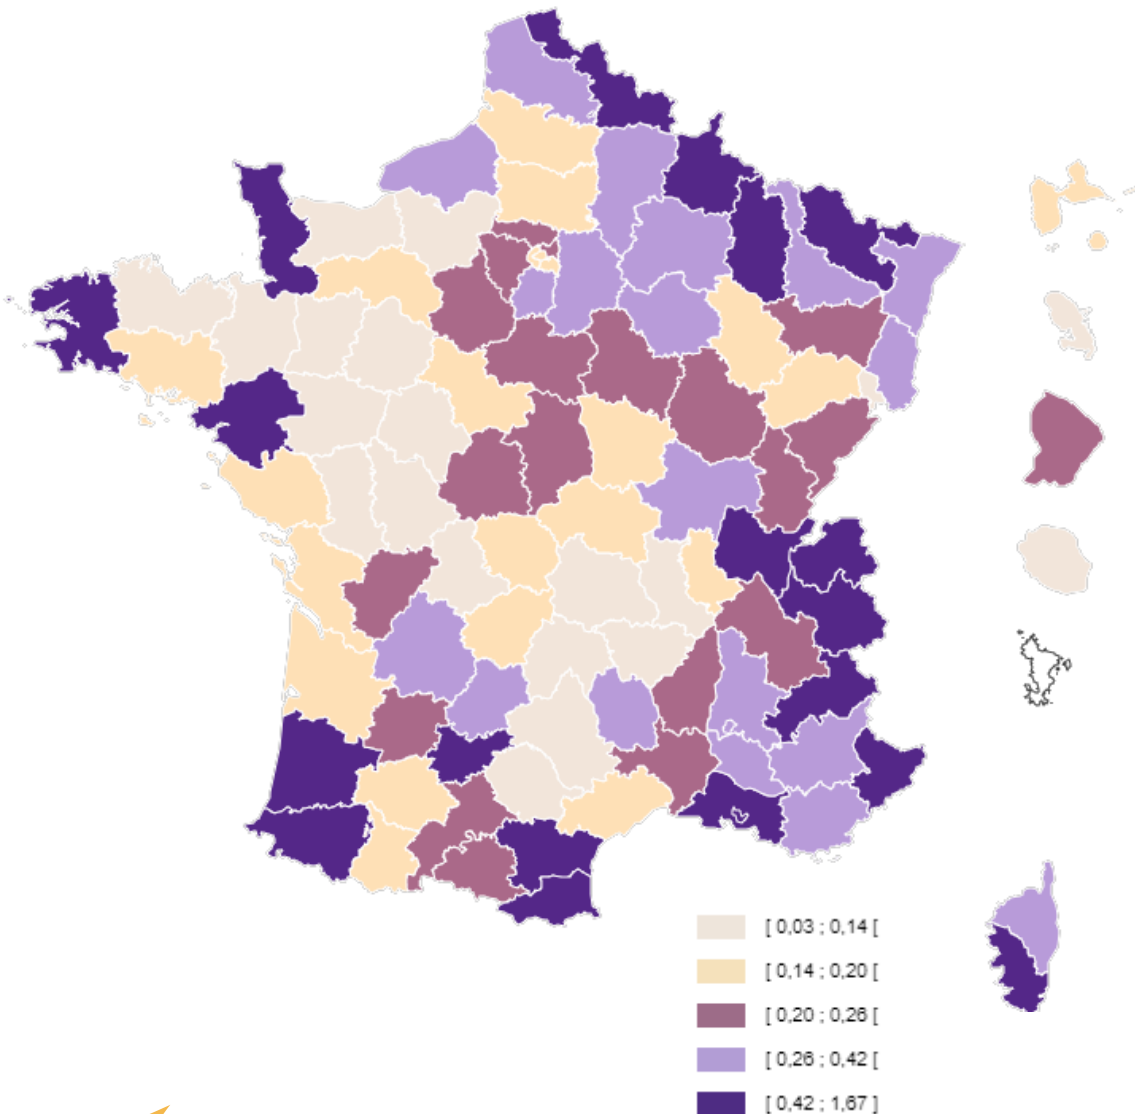 [ 0,03 ; 0,14 [
[ 0,14 ; 0,20 [
[ 0,20 ; 0,26 [
[ 0,26 ; 0,42 [
[ 0,42 ; 1,67 ]